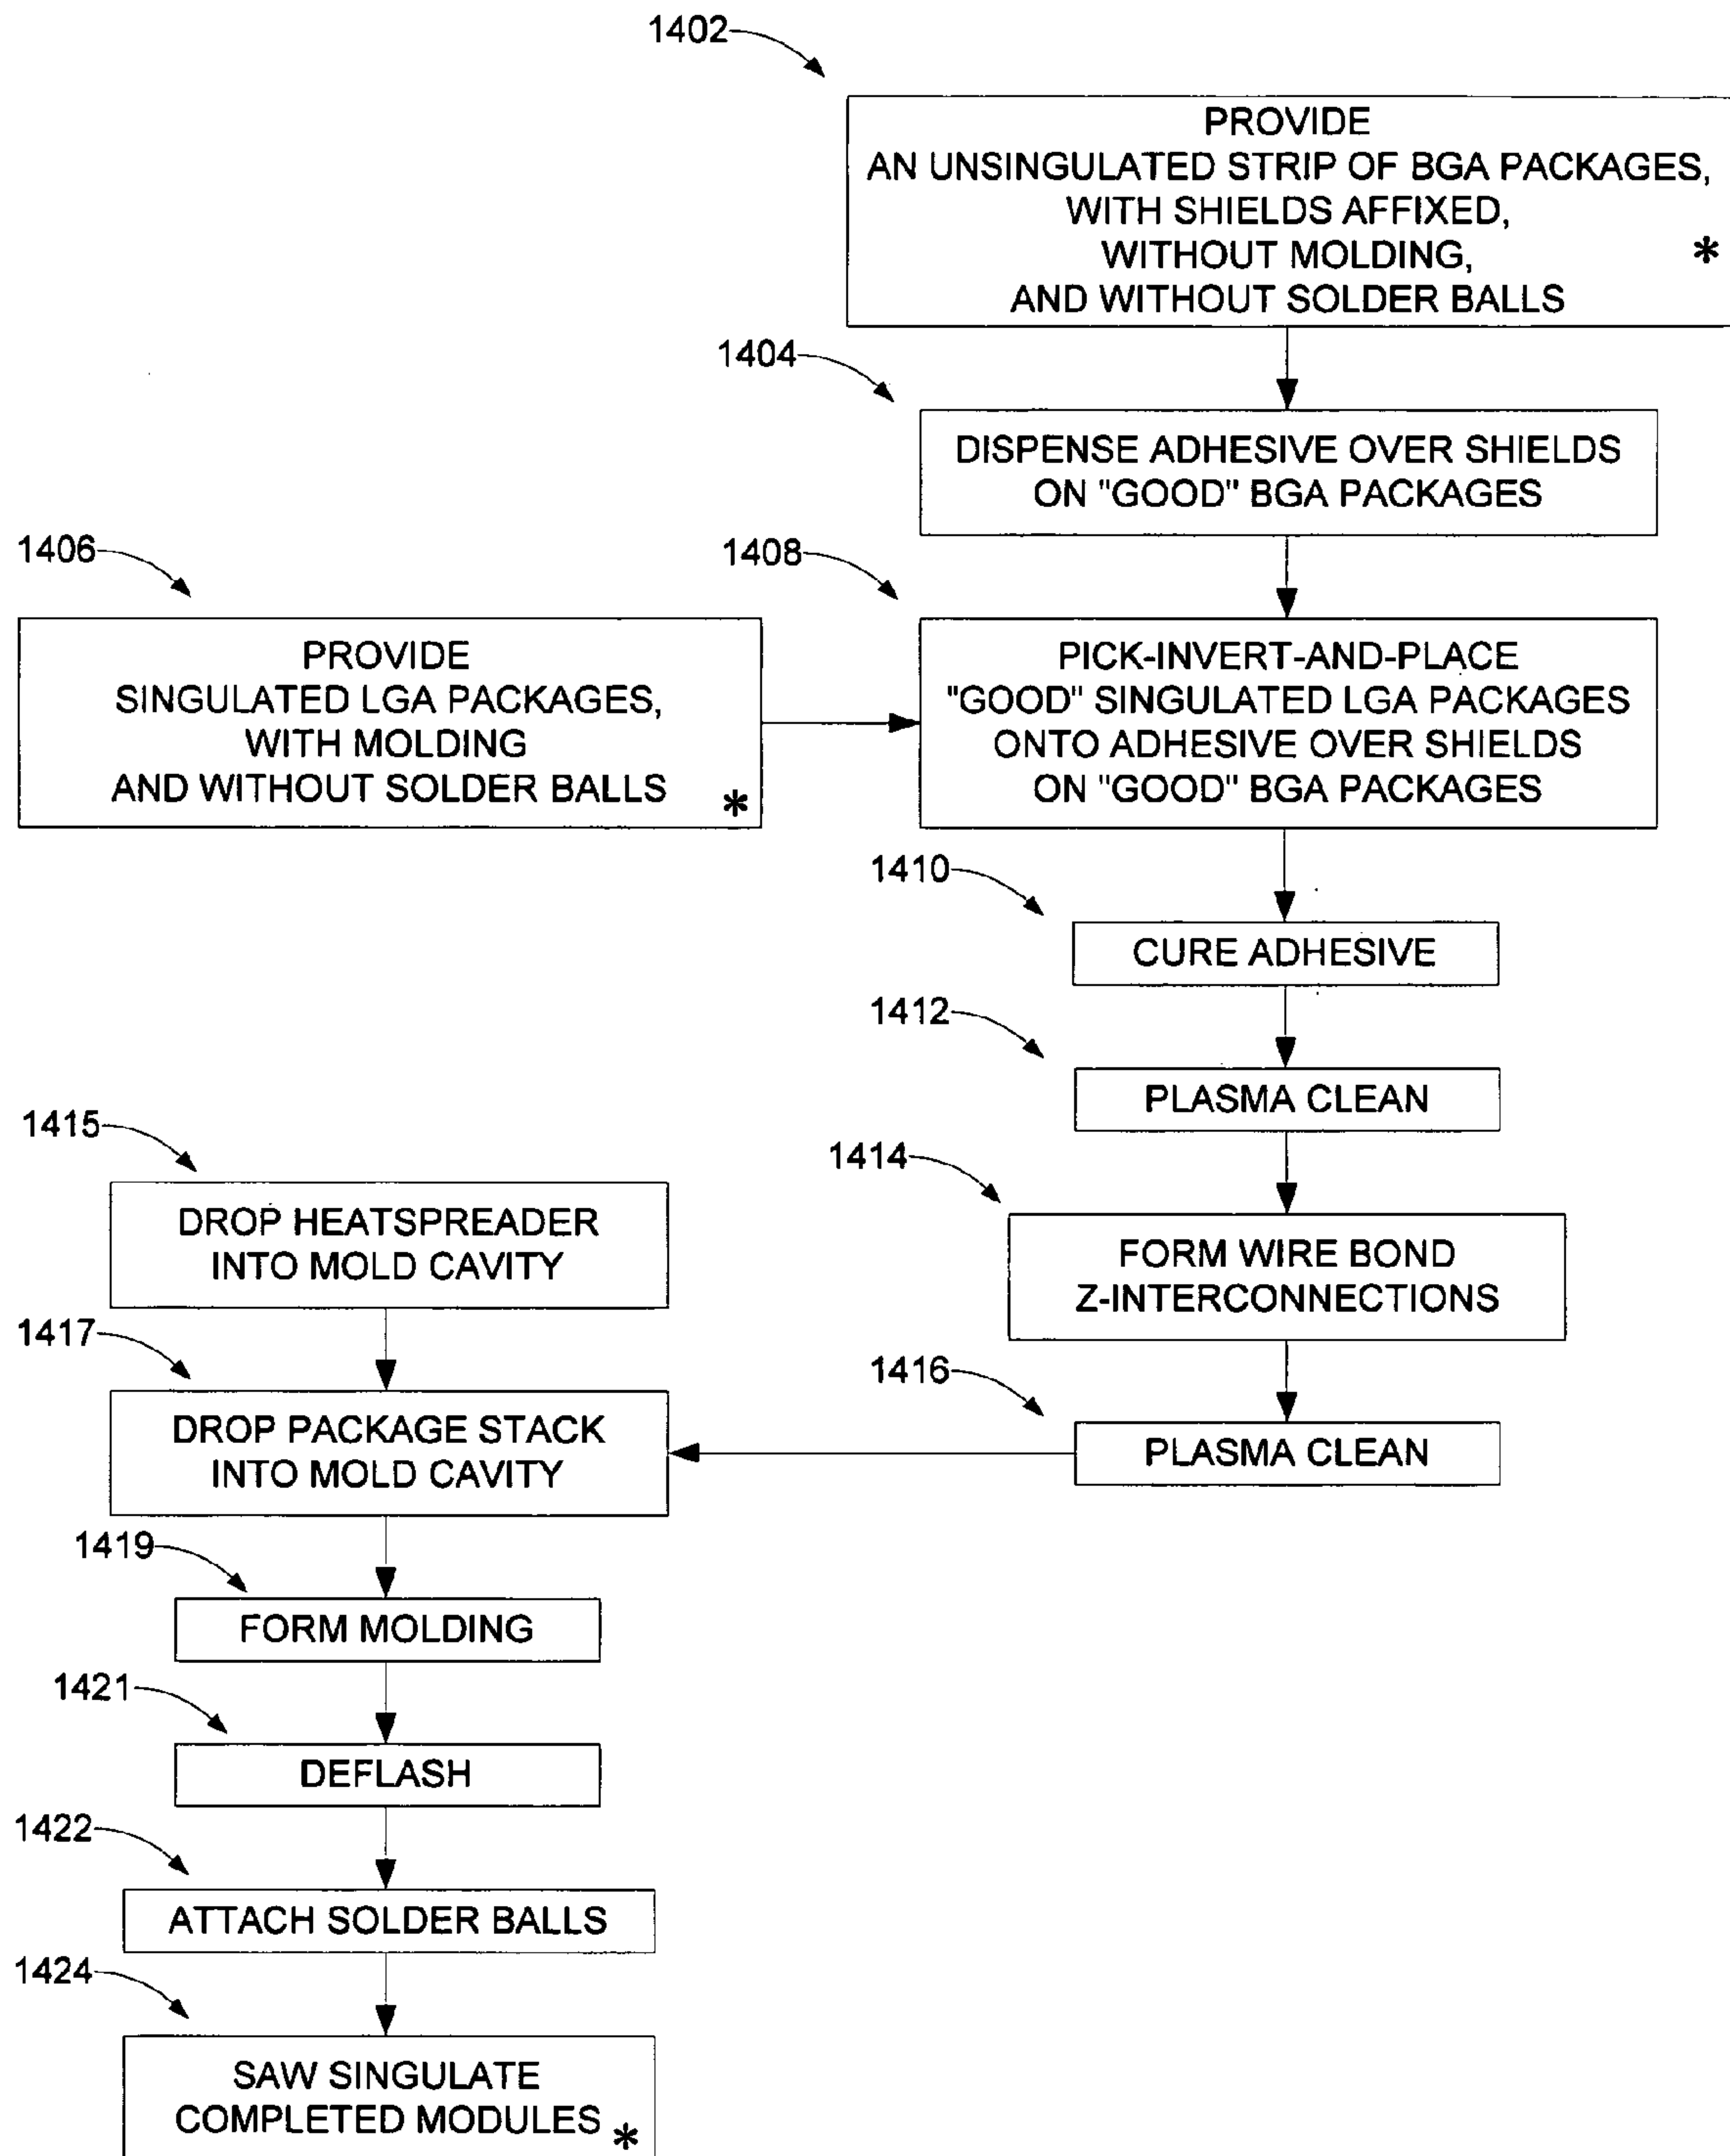 1402
PROVIDE
AN UNSINGULATED STRIP OF BGA PACKAGES,
WITH SHIELDS AFFIXED,
WITHOUT MOLDING,
AND WITHOUT SOLDER BALLS
*
1404
DISPENSE ADHESIVE OVER SHIELDS
ON "GOOD" BGA PACKAGES
1406
PROVIDE
SINGULATED LGA PACKAGES,
WITH MOLDING
AND WITHOUT SOLDER BALLS
*
1408
PICK-INVERT-AND-PLACE
"GOOD" SINGULATED LGA PACKAGES
ONTO ADHESIVE OVER SHIELDS
ON "GOOD" BGA PACKAGES
1410
CURE ADHESIVE
1412
PLASMA CLEAN
1414
FORM WIRE BOND
Z-INTERCONNECTIONS
1416
PLASMA CLEAN
1415
DROP HEATSPREADER
INTO MOLD CAVITY
1417
DROP PACKAGE STACK
INTO MOLD CAVITY
1419
FORM MOLDING
1421
DEFLASH
1422
ATTACH SOLDER BALLS
1424
SAW SINGULATE
COMPLETED MODULES
*